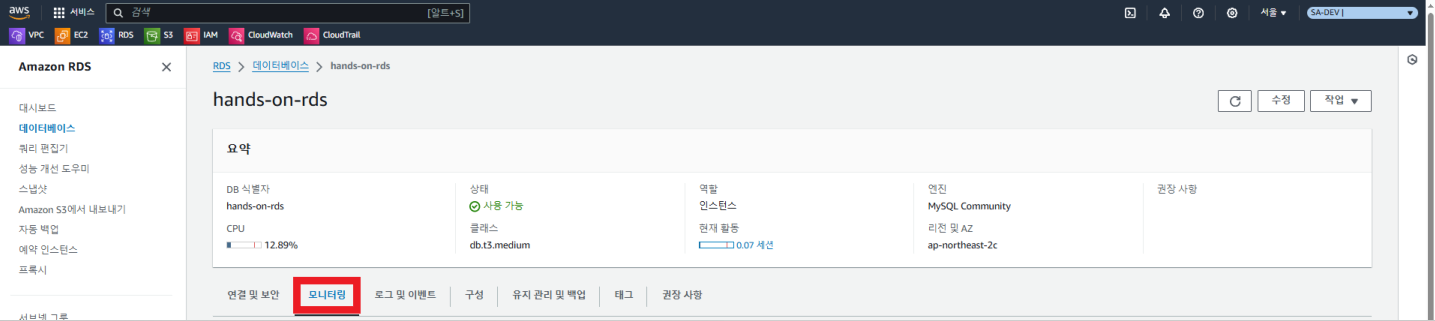 aws 서비스 검색 [알트+S] 서울 ▼ SA-DEV | ▼
VPC EC2 RDS S3 IAM CloudWatch CloudTrail
Amazon RDS
RDS > 데이터베이스 > hands-on-rds
hands-on-rds
수정 작업 ▼
대시보드
데이터베이스
쿼리 편집기
성능 개선 도우미
스냅샷
Amazon S3에서 내보내기
자동 백업
예약 인스턴스
프록시
서브넷 그룹
요약
DB 식별자
hands-on-rds
상태
사용 가능
역할
인스턴스
엔진
MySQL Community
권장 사항
CPU
12.89%
클래스
db.t3.medium
현재 활동
0.07 세션
리전 및 AZ
ap-northeast-2c
연결 및 보안 모니터링 로그 및 이벤트 구성 유지 관리 및 백업 태그 권장 사항